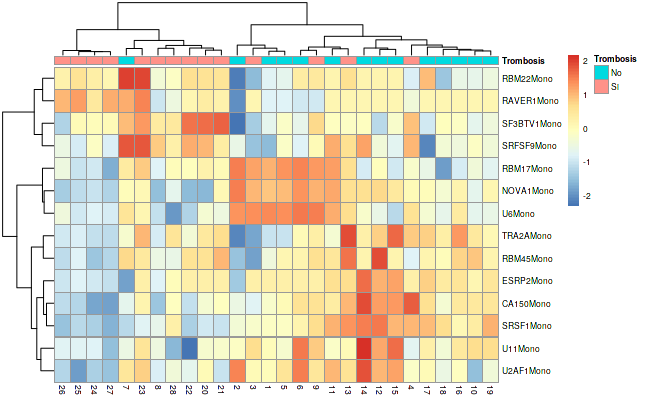 Trombosis
RBM22Mono
RAVER1Mono
SF3BTV1Mono
SRFSF9Mono
RBM17Mono
NOVA1Mono
U6Mono
TRA2AMono
RBM45Mono
ESRP2Mono
CA150Mono
SRSF1Mono
U11Mono
U2AF1Mono
26 25 24 27 7 23 8 28 22 20 21 2 3 1 5 6 9 11 13 14 12 15 4 17 18 16 10 19
2
1
0
-1
-2
Trombosis
No
SI